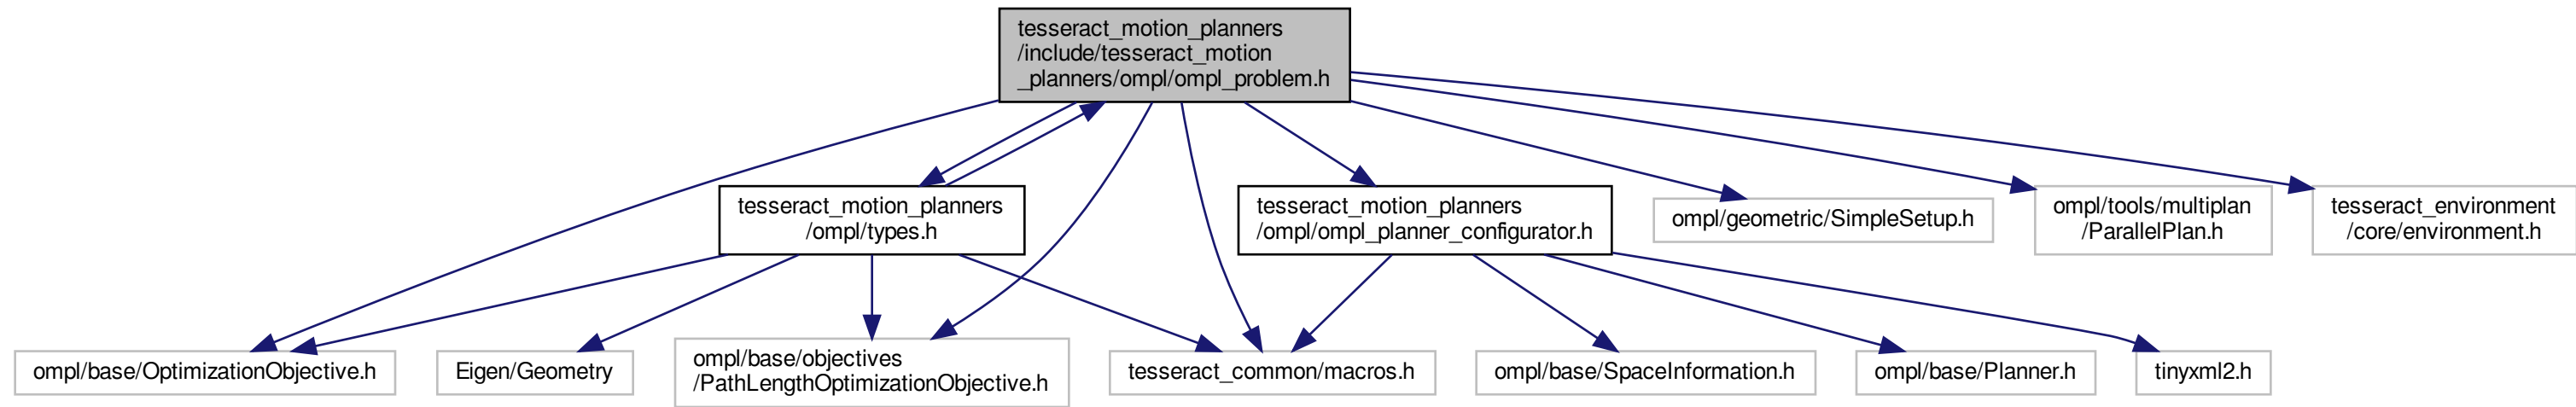 tesseract_motion_planners
/include/tesseract_motion
_planners/ompl/ompl_problem.h
tesseract_motion_planners
/ompl/types.h
tesseract_motion_planners
/ompl/ompl_planner_configurator.h
ompl/geometric/SimpleSetup.h
ompl/tools/multiplan
/ParallelPlan.h
tesseract_environment
/core/environment.h
ompl/base/OptimizationObjective.h
Eigen/Geometry
ompl/base/objectives
/PathLengthOptimizationObjective.h
tesseract_common/macros.h
ompl/base/SpaceInformation.h
ompl/base/Planner.h
tinyxml2.h